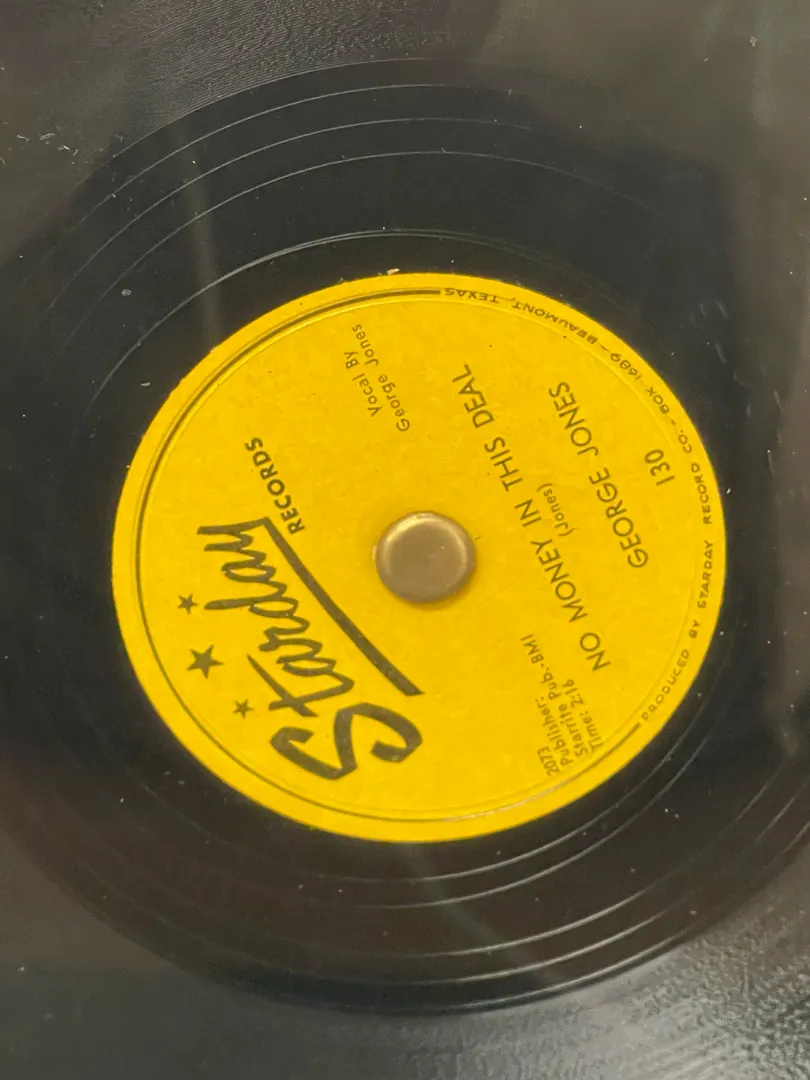 Starday
RECORDS
Vocal By
George Jones
2073
Publisher:
Starrite Pub.-BMI
Time: 2:16
NO MONEY IN THIS DEAL
(Jones)
GEORGE JONES
130
PRODUCED BY STARDAY RECORD CO. - BOX 1689 - BEAUMONT, TEXAS